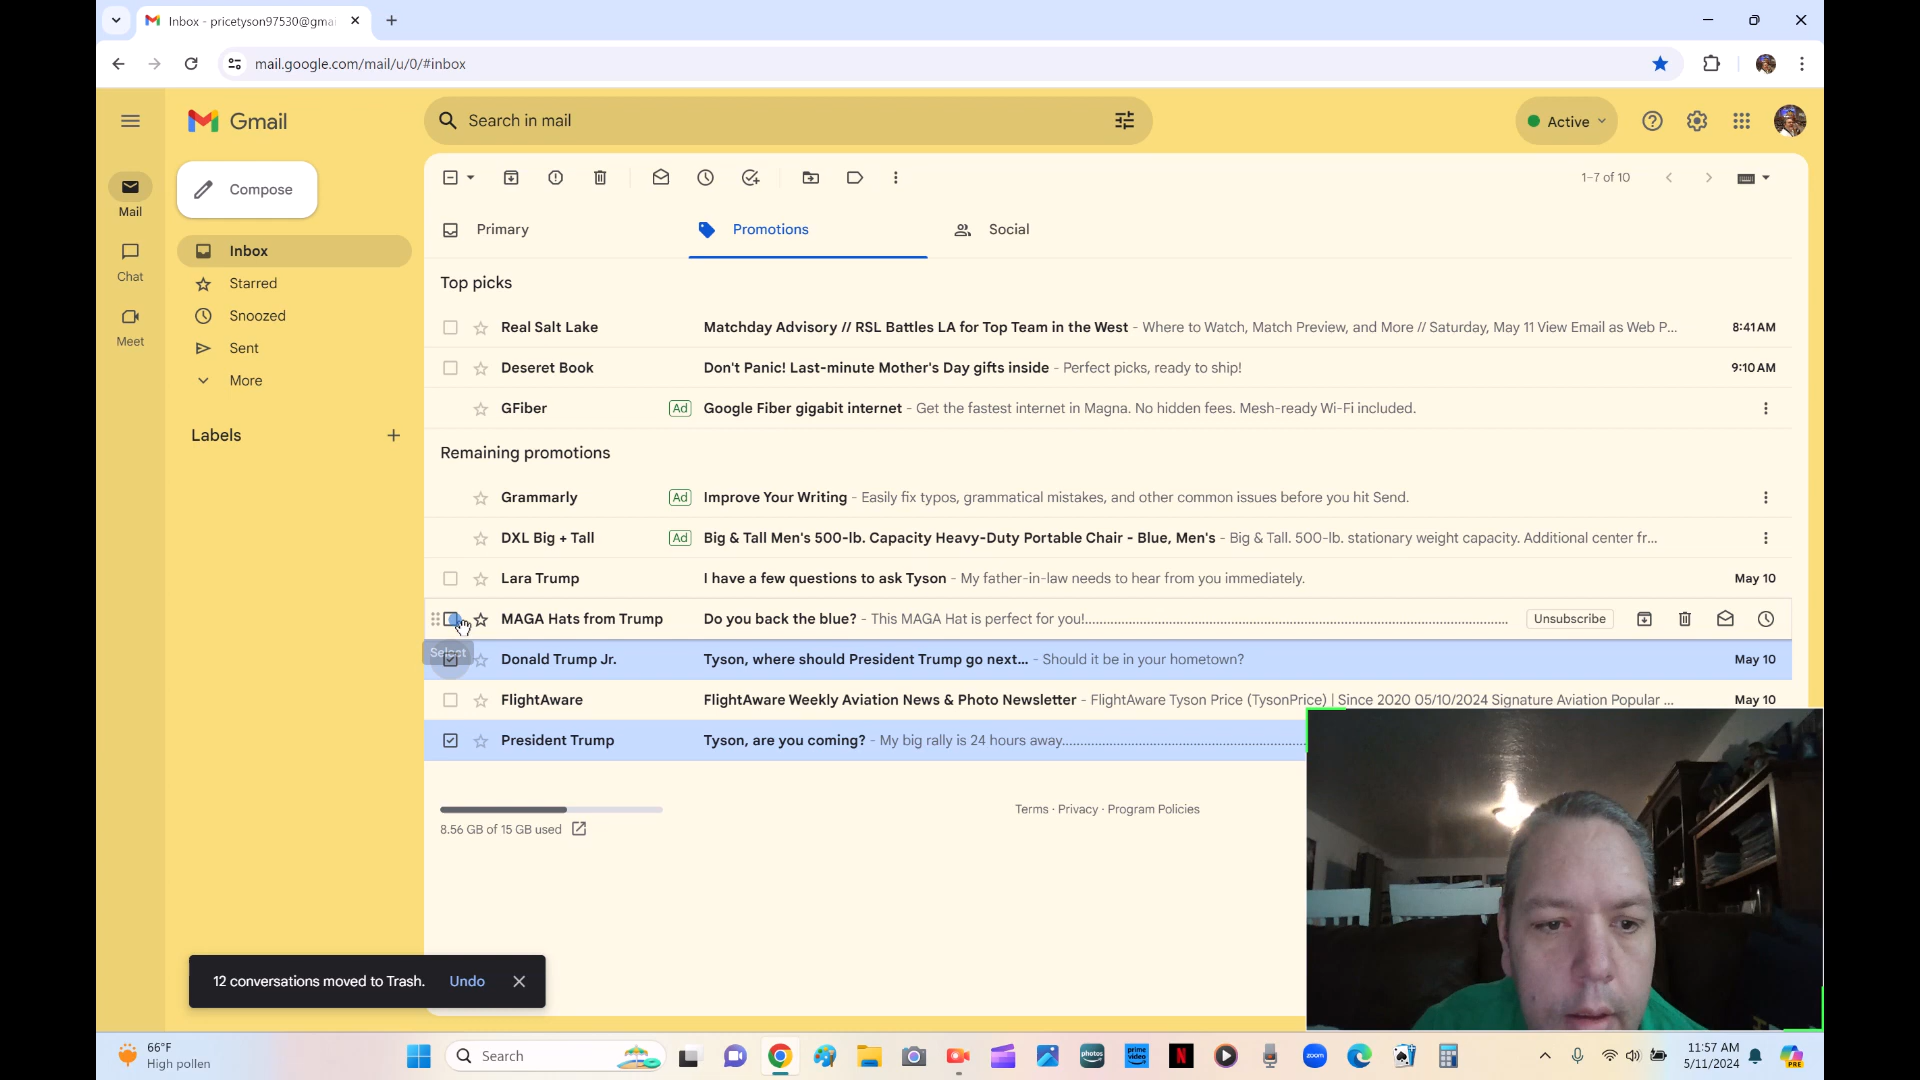 Inbox - pricetyson97530@gmai
mail.google.com/mail/u/0/#inbox
Gmail
Search in mail
Active
Compose
Mail
Chat
Meet
Inbox
Starred
Snoozed
Sent
More
Labels
1–7 of 10
Primary
Promotions
Social
Top picks
Real Salt Lake Matchday Advisory // RSL Battles LA for Top Team in the West - Where to Watch, Match Preview, and More // Saturday, May 11 View Email as Web P... 8:41 AM
Deseret Book Don't Panic! Last-minute Mother's Day gifts inside - Perfect picks, ready to ship! 9:10 AM
GFiber Ad Google Fiber gigabit internet - Get the fastest internet in Magna. No hidden fees. Mesh-ready Wi-Fi included.
Remaining promotions
Grammarly Ad Improve Your Writing - Easily fix typos, grammatical mistakes, and other common issues before you hit Send.
DXL Big + Tall Ad Big & Tall Men's 500-lb. Capacity Heavy-Duty Portable Chair - Blue, Men's - Big & Tall. 500-lb. stationary weight capacity. Additional center fr...
Lara Trump I have a few questions to ask Tyson - My father-in-law needs to hear from you immediately. May 10
MAGA Hats from Trump Do you back the blue? - This MAGA Hat is perfect for you!................ Unsubscribe
Select
Donald Trump Jr. Tyson, where should President Trump go next... - Should it be in your hometown? May 10
FlightAware FlightAware Weekly Aviation News & Photo Newsletter - FlightAware Tyson Price (TysonPrice) | Since 2020 05/10/2024 Signature Aviation Popular ... May 10
President Trump Tyson, are you coming? - My big rally is 24 hours away................
8.56 GB of 15 GB used
Terms · Privacy · Program Policies
12 conversations moved to Trash. Undo
66°F
High pollen
Search
photos
prime video
N
zoom
PRE
11:57 AM
5/11/2024